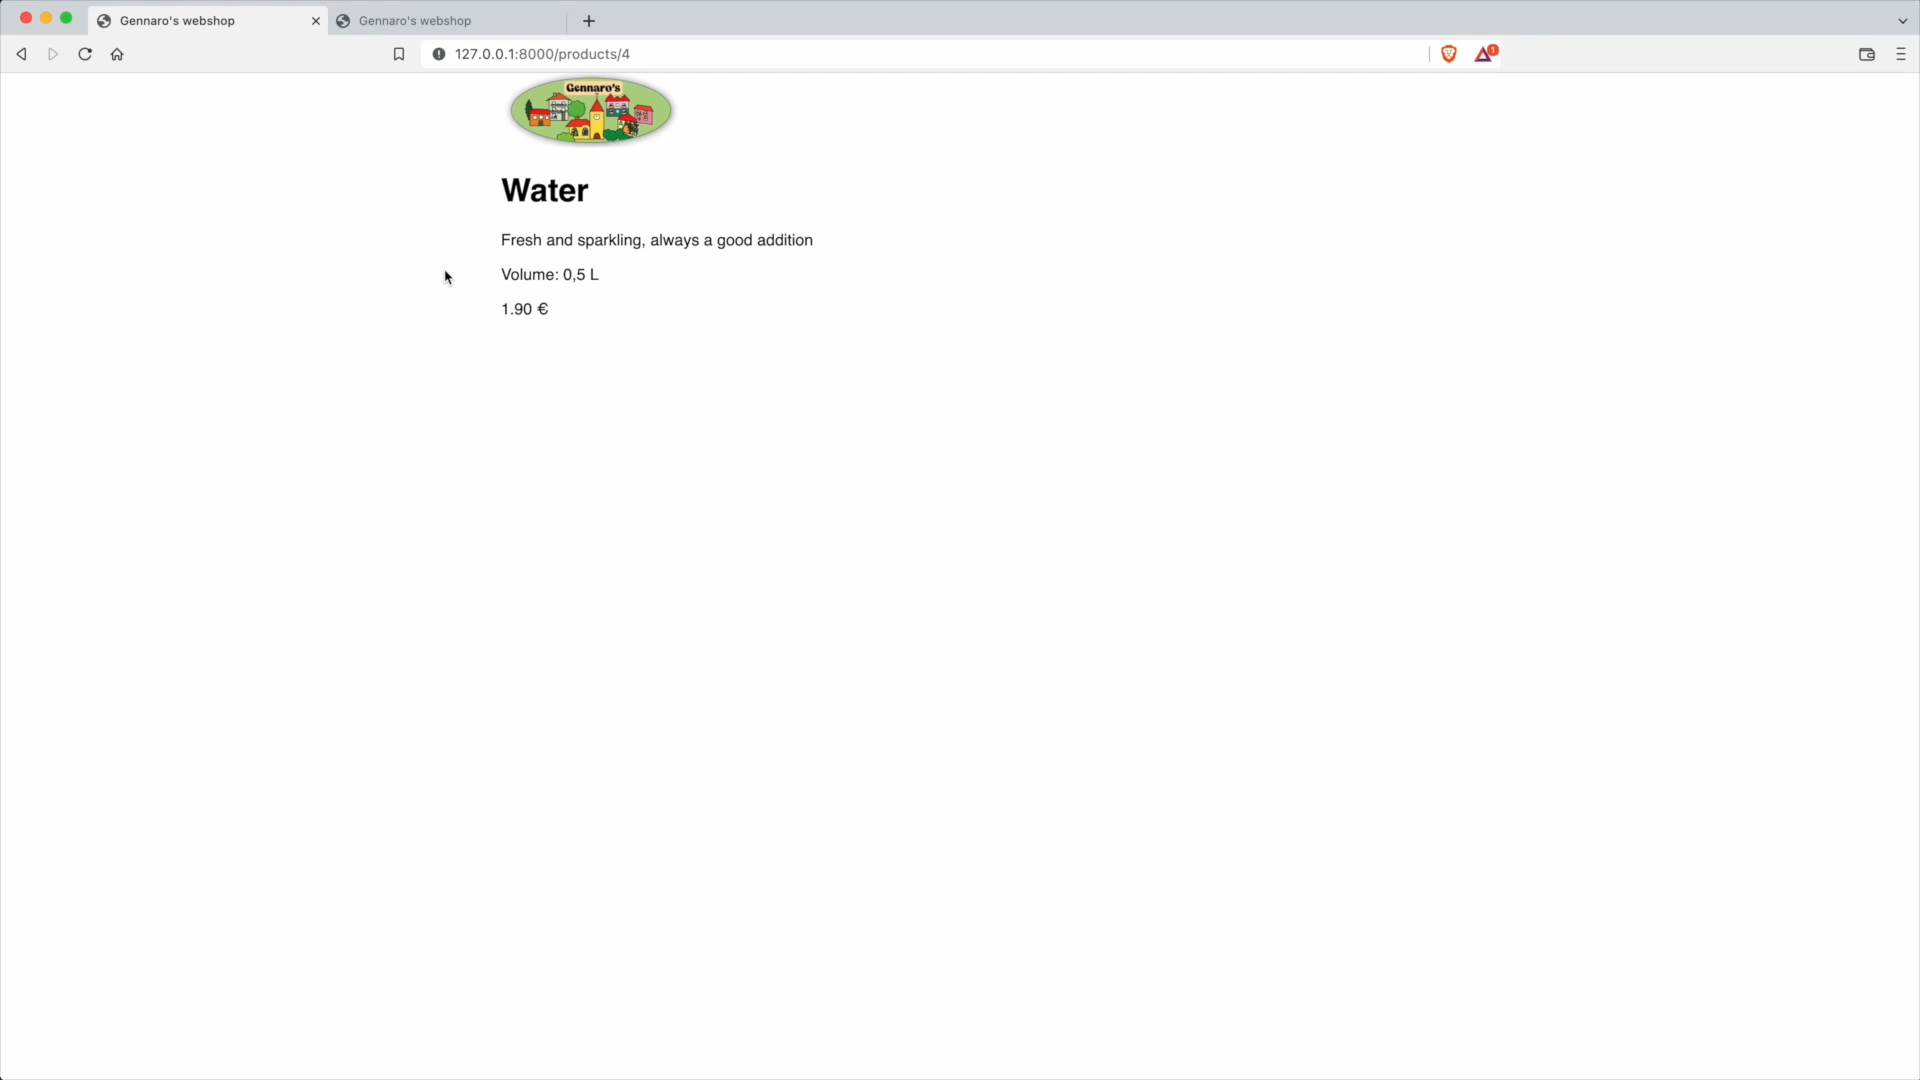 Gennaro's webshop
Gennaro's webshop
127.0.0.1:8000/products/4
1
Gennaro's
Water
Fresh and sparkling, always a good addition
Volume: 0,5 L
1.90 €